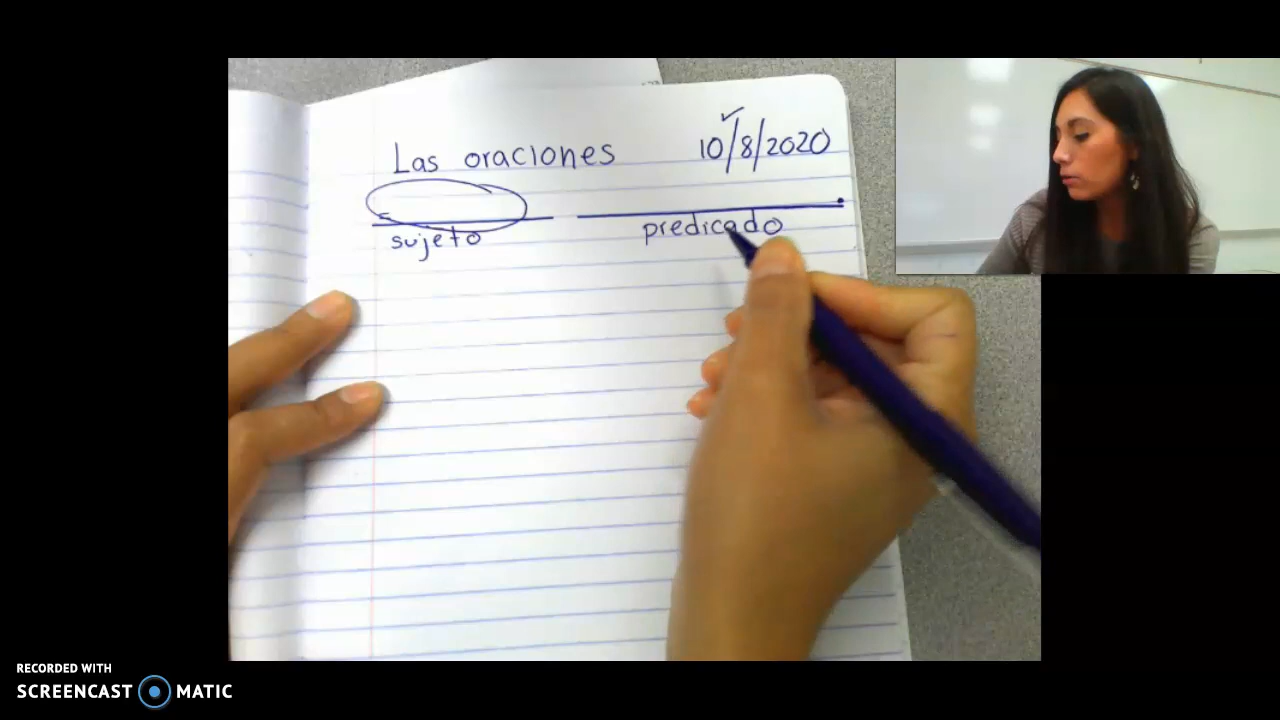 Las oraciones 10/8/2020
sujeto predicado
RECORDED WITH
SCREENCAST MATIC